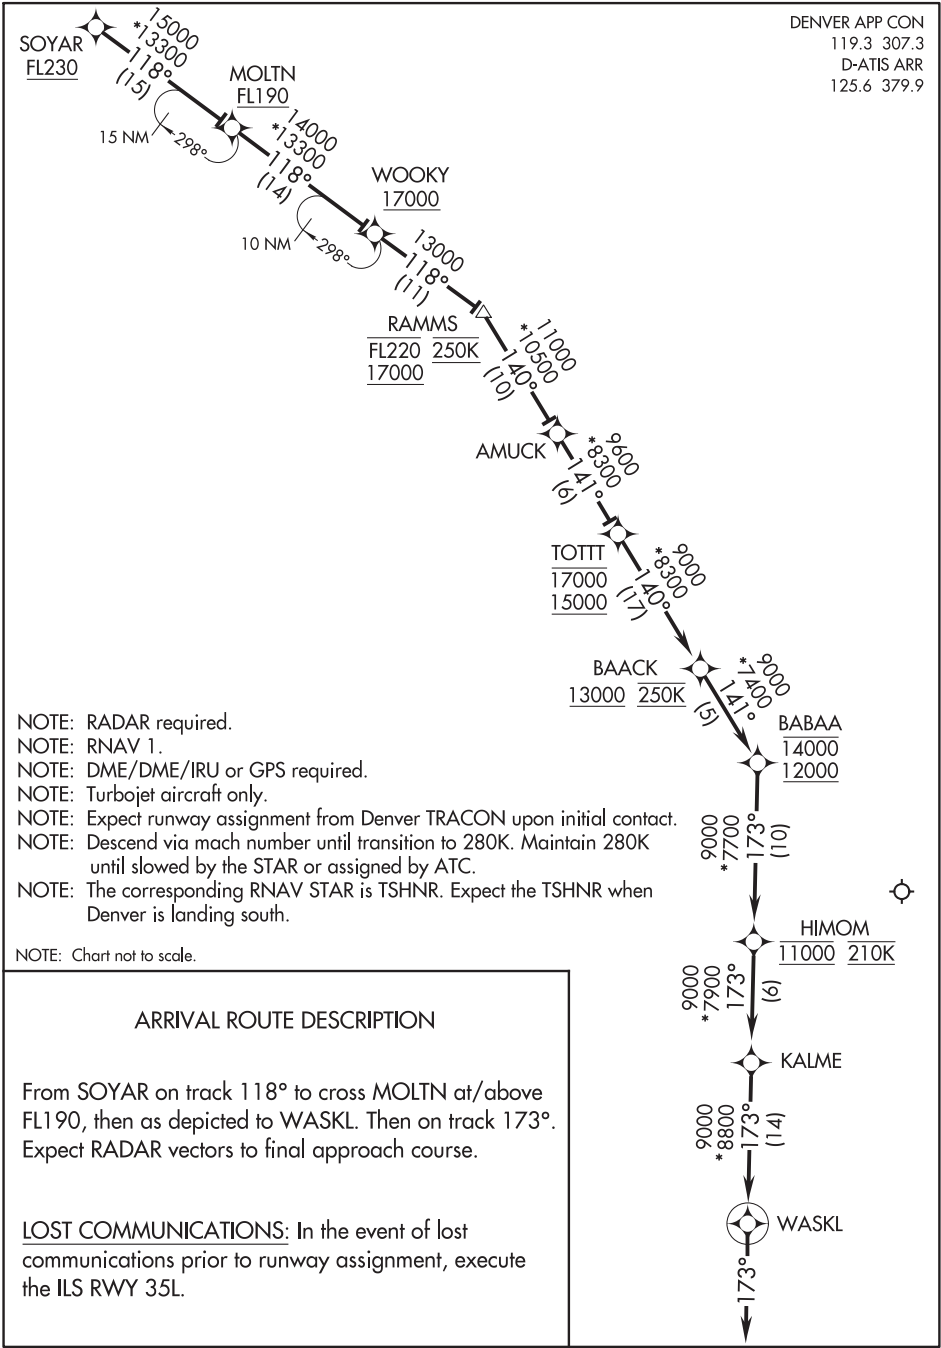 DENVER APP CON
119.3 307.3
D-ATIS ARR
125.6 379.9
SOYAR
FL230
15000
*13300
118°
(15)
MOLTN
FL190
15 NM
298°
14000
*13300
118°
(14)
WOOKY
17000
10 NM
298°
13000
118°
(11)
RAMMS
FL220 250K
17000
11000
*10500
140°
(10)
AMUCK
9600
*8300
141°
(6)
TOTTT
17000
15000
9000
*8300
140°
(17)
BAACK
13000 250K
9000
*7400
141°
(5)
BABAA
14000
12000
9000
*7700
173°
(10)
HIMOM
11000 210K
9000
*7900
173°
(6)
KALME
9000
*8800
173°
(14)
WASKL
173°
NOTE: RADAR required.
NOTE: RNAV 1.
NOTE: DME/DME/IRU or GPS required.
NOTE: Turbojet aircraft only.
NOTE: Expect runway assignment from Denver TRACON upon initial contact.
NOTE: Descend via mach number until transition to 280K. Maintain 280K
until slowed by the STAR or assigned by ATC.
NOTE: The corresponding RNAV STAR is TSHNR. Expect the TSHNR when
Denver is landing south.
NOTE: Chart not to scale.
ARRIVAL ROUTE DESCRIPTION
From SOYAR on track 118° to cross MOLTN at/above
FL190, then as depicted to WASKL. Then on track 173°.
Expect RADAR vectors to final approach course.
LOST COMMUNICATIONS: In the event of lost
communications prior to runway assignment, execute
the ILS RWY 35L.